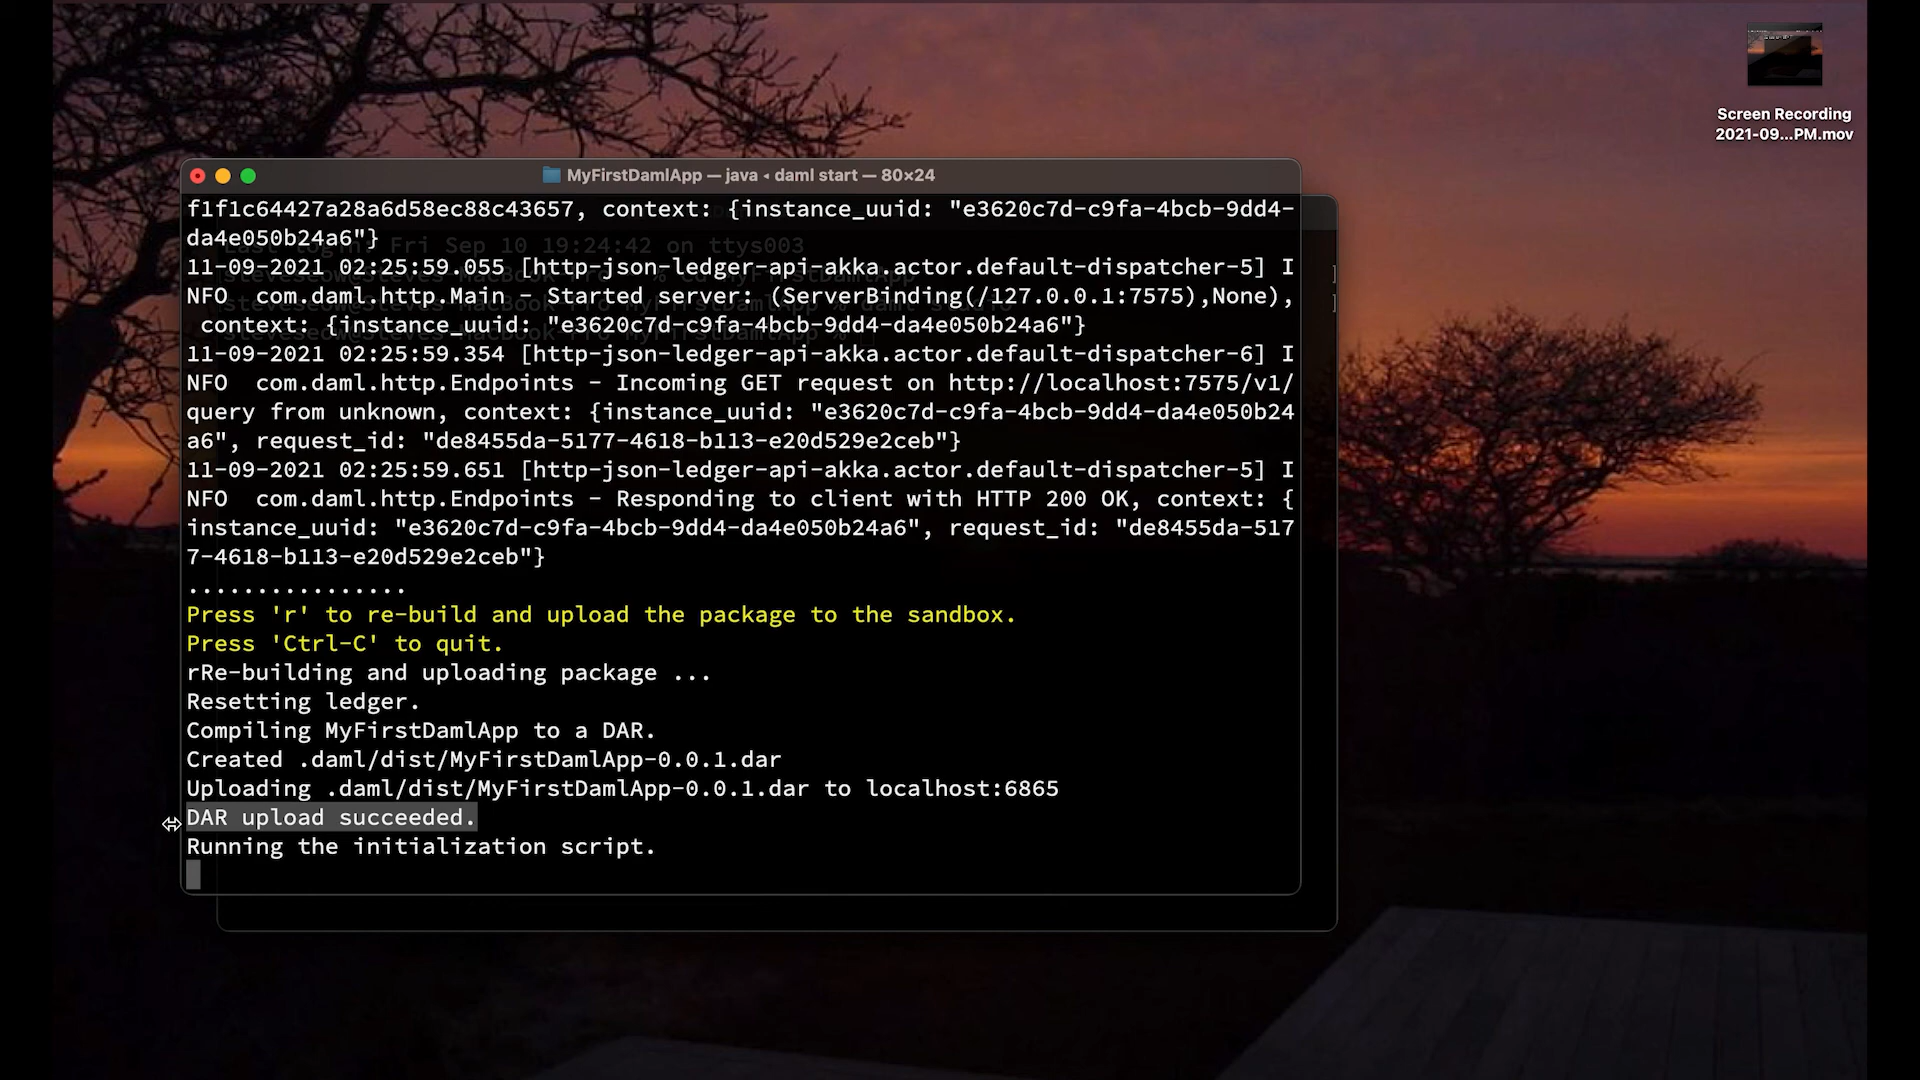 Screen Recording
2021-09...PM.mov
MyFirstDamlApp — java ◂ daml start — 80×24
f1f1c64427a28a6d58ec88c43657, context: {instance_uuid: "e3620c7d-c9fa-4bcb-9dd4-
da4e050b24a6"}
Last login: Fri Sep 10 19:24:42 on ttys003
11-09-2021 02:25:59.055 [http-json-ledger-api-akka.actor.default-dispatcher-5] I
NFO  com.daml.http.Main - Started server: (ServerBinding(/127.0.0.1:7575),None),
 context: {instance_uuid: "e3620c7d-c9fa-4bcb-9dd4-da4e050b24a6"}
11-09-2021 02:25:59.354 [http-json-ledger-api-akka.actor.default-dispatcher-6] I
NFO  com.daml.http.Endpoints - Incoming GET request on http://localhost:7575/v1/
query from unknown, context: {instance_uuid: "e3620c7d-c9fa-4bcb-9dd4-da4e050b24
a6", request_id: "de8455da-5177-4618-b113-e20d529e2ceb"}
11-09-2021 02:25:59.651 [http-json-ledger-api-akka.actor.default-dispatcher-5] I
NFO  com.daml.http.Endpoints - Responding to client with HTTP 200 OK, context: {
instance_uuid: "e3620c7d-c9fa-4bcb-9dd4-da4e050b24a6", request_id: "de8455da-517
7-4618-b113-e20d529e2ceb"}
................
Press 'r' to re-build and upload the package to the sandbox.
Press 'Ctrl-C' to quit.
rRe-building and uploading package ...
Resetting ledger.
Compiling MyFirstDamlApp to a DAR.
Created .daml/dist/MyFirstDamlApp-0.0.1.dar
Uploading .daml/dist/MyFirstDamlApp-0.0.1.dar to localhost:6865
DAR upload succeeded.
Running the initialization script.